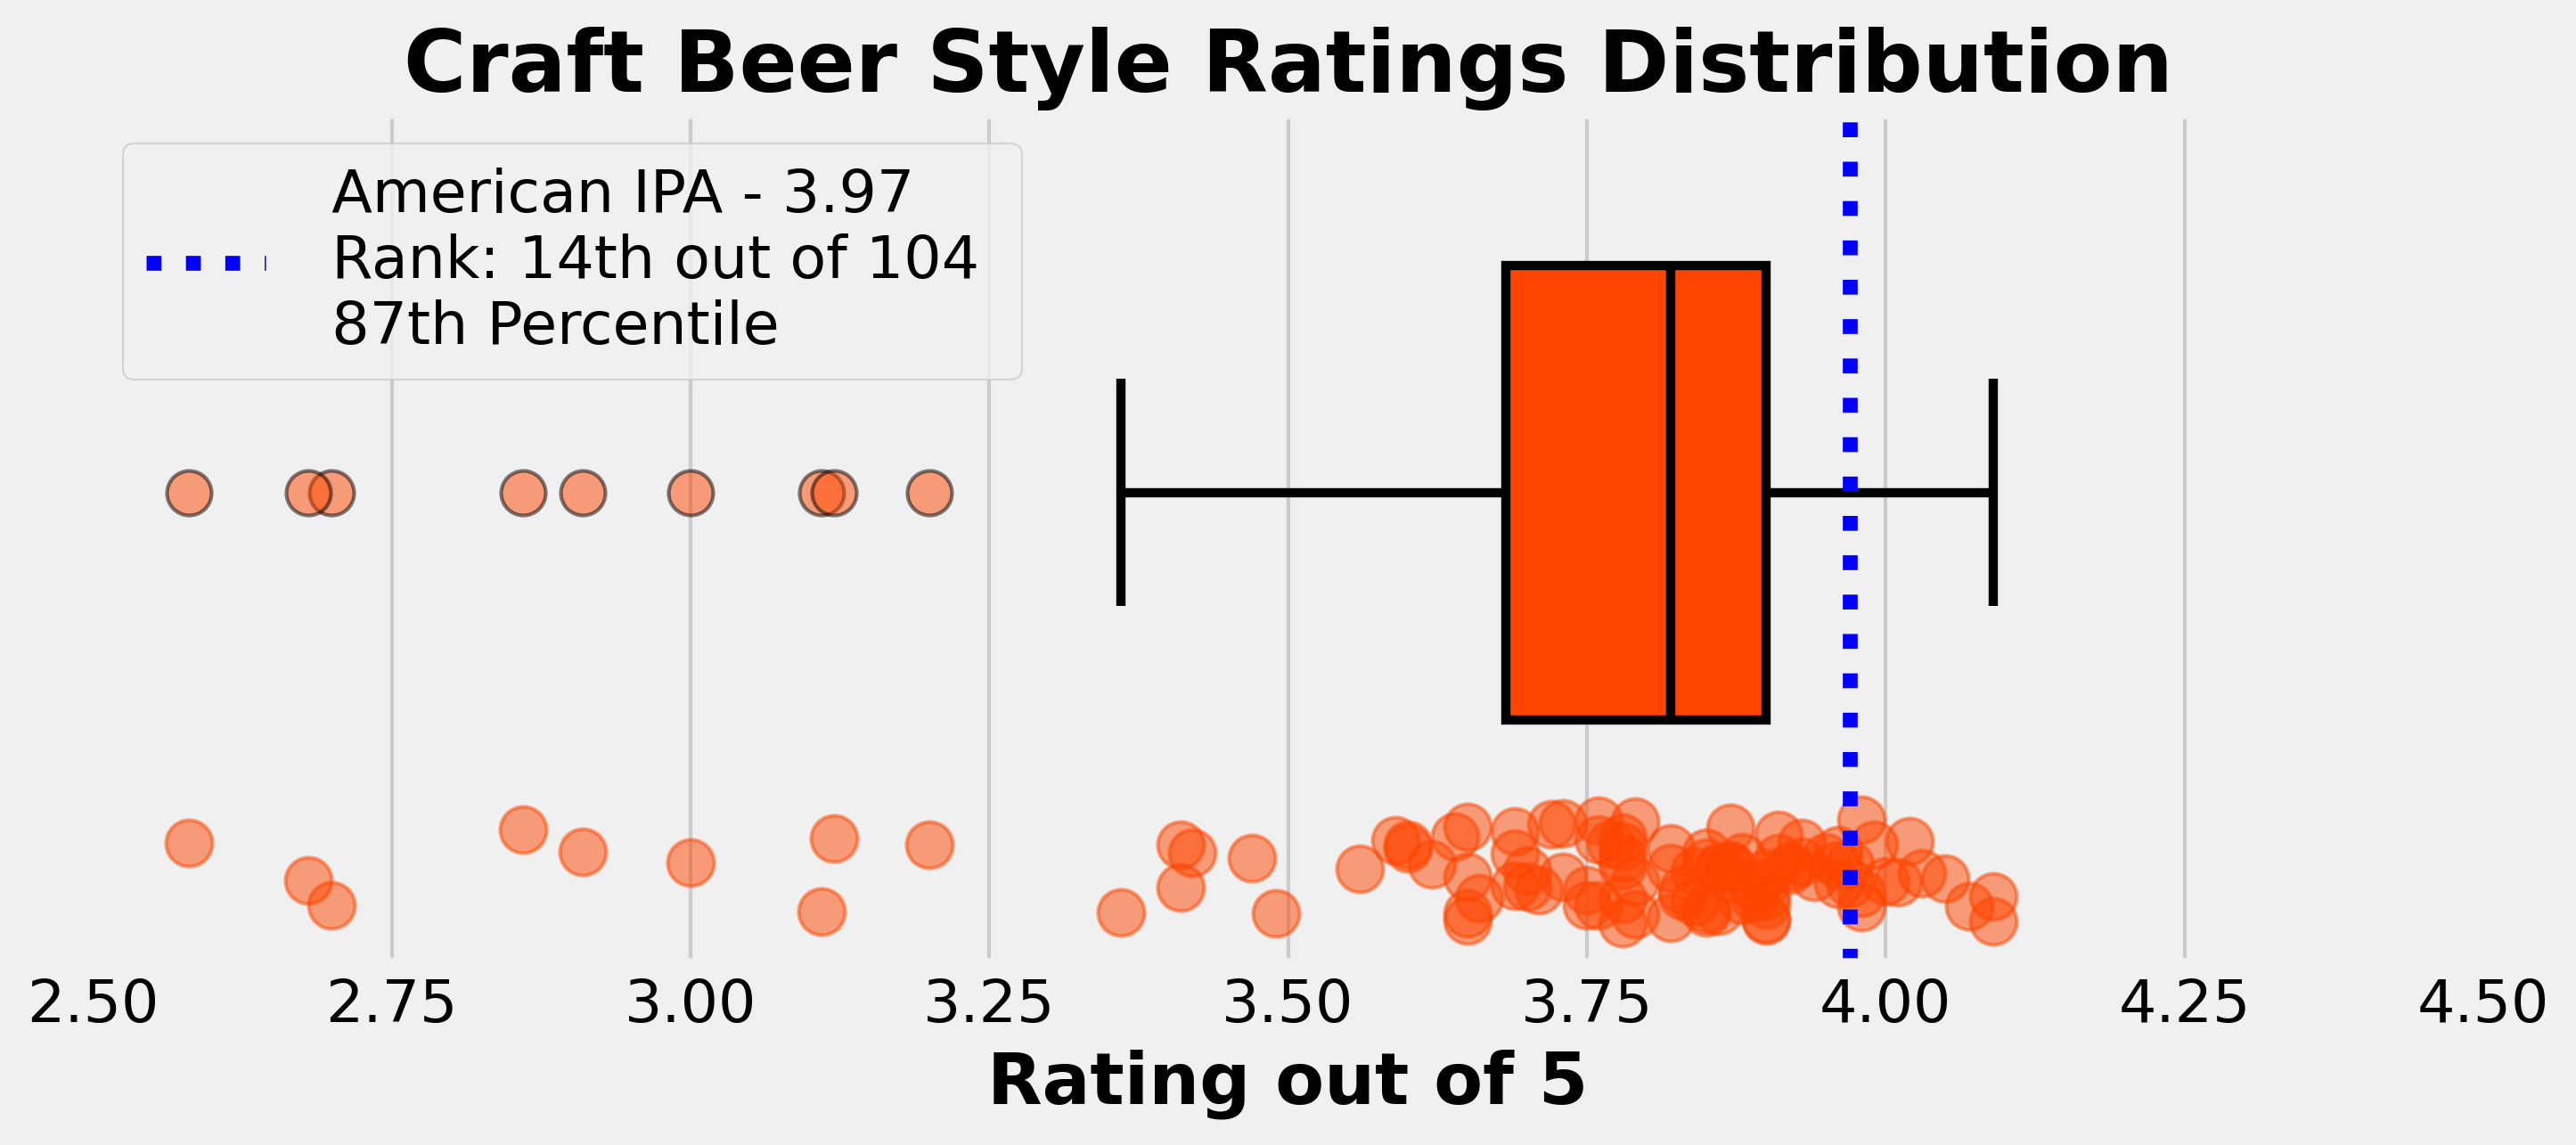 Craft Beer Style Ratings Distribution
American IPA - 3.97
Rank: 14th out of 104
87th Percentile
2.50 2.75 3.00 3.25 3.50 3.75 4.00 4.25 4.50
Rating out of 5